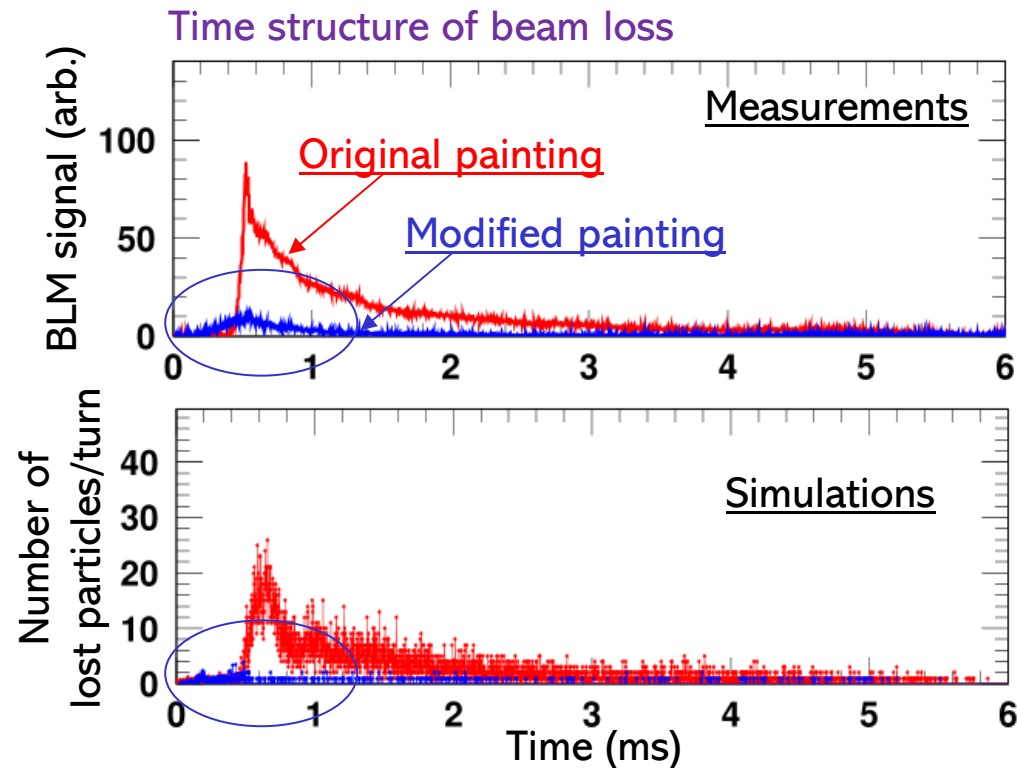 Time structure of beam loss
BLM signal (arb.)
100
50
0
Measurements
Original painting
Modified painting
0 1 2 3 4 5 6
Number of
lost particles/turn
40
30
20
10
0
Simulations
0 1 2 3 4 5 6
Time (ms)